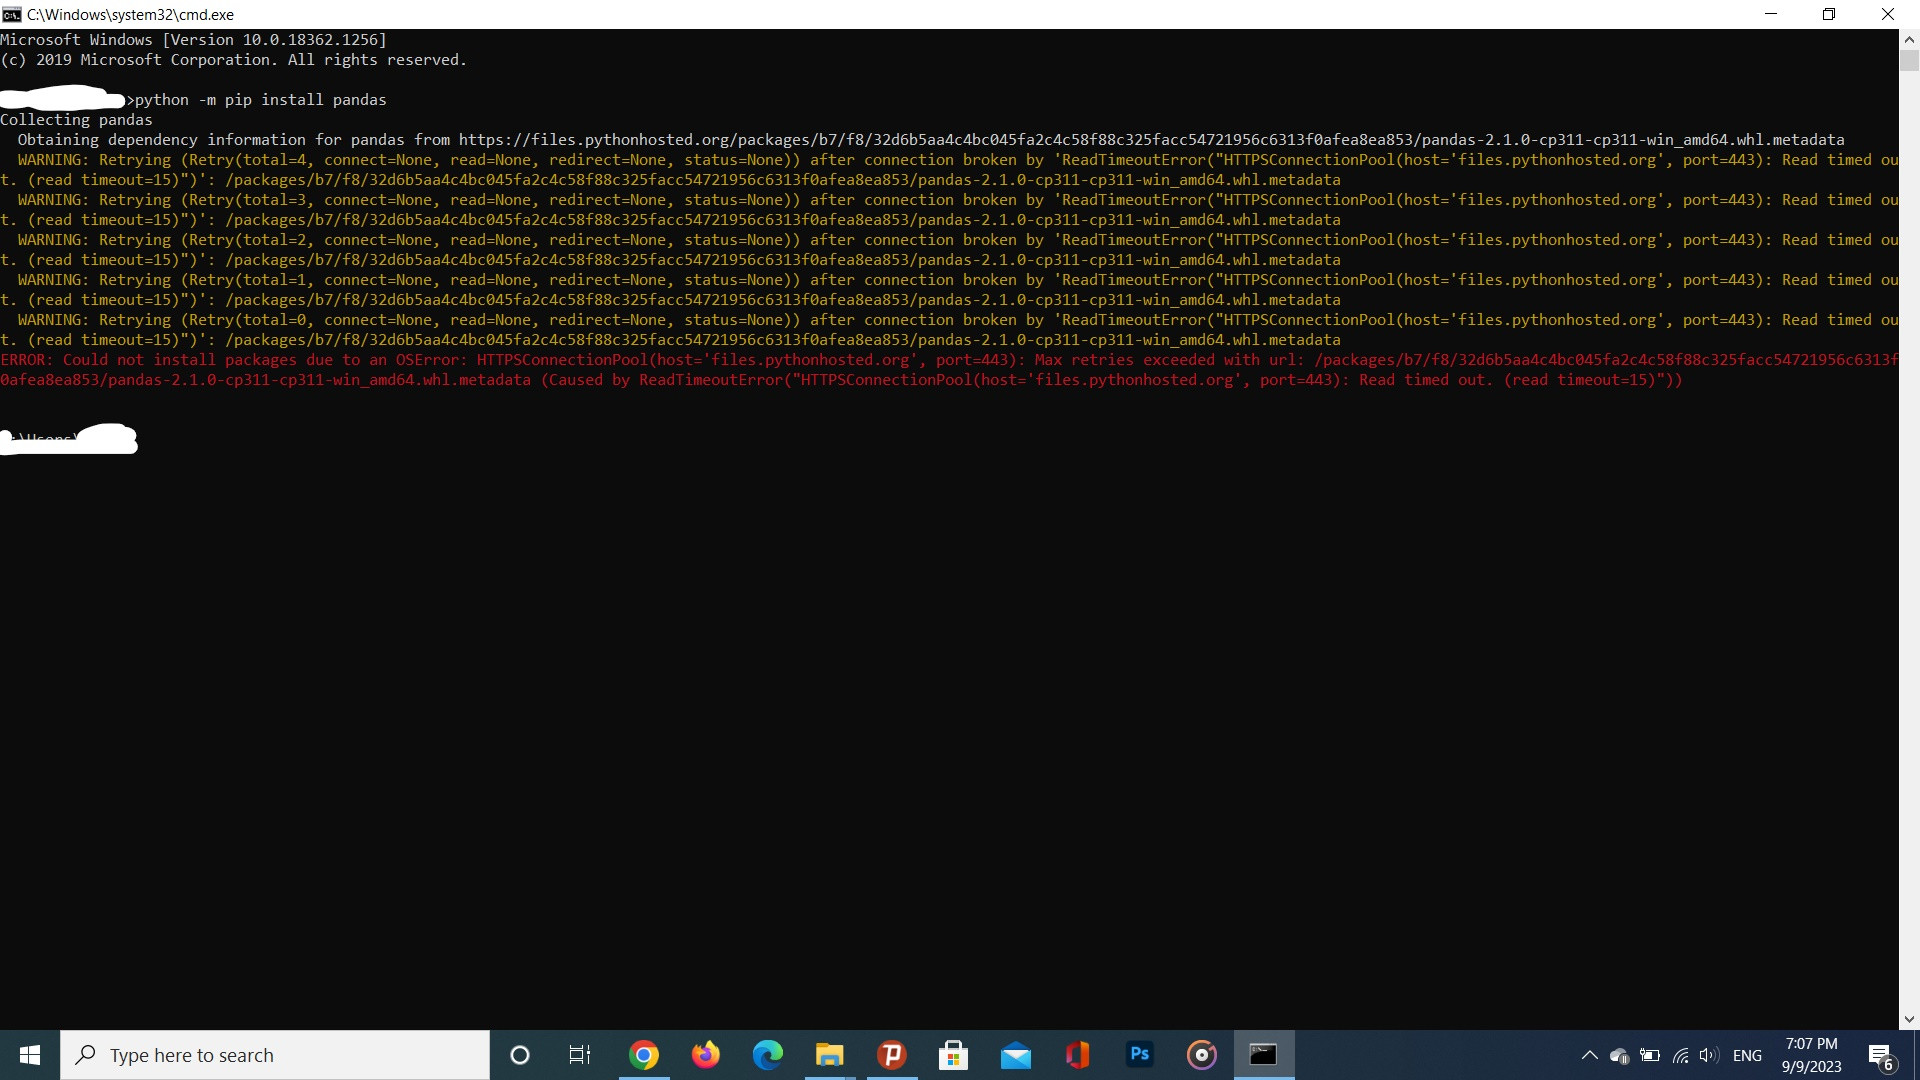 C:\Windows\system32\cmd.exe
Microsoft Windows [Version 10.0.18362.1256]
(c) 2019 Microsoft Corporation. All rights reserved.
>python -m pip install pandas
Collecting pandas
Obtaining dependency information for pandas from https://files.pythonhosted.org/packages/b7/f8/32d6b5aa4c4bc045fa2c4c58f88c325facc54721956c6313f0afea8ea853/pandas-2.1.0-cp311-cp311-win_amd64.whl.metadata
WARNING: Retrying (Retry(total=4, connect=None, read=None, redirect=None, status=None)) after connection broken by 'ReadTimeoutError("HTTPSConnectionPool(host='files.pythonhosted.org', port=443): Read timed ou
t. (read timeout=15)")': /packages/b7/f8/32d6b5aa4c4bc045fa2c4c58f88c325facc54721956c6313f0afea8ea853/pandas-2.1.0-cp311-cp311-win_amd64.whl.metadata
WARNING: Retrying (Retry(total=3, connect=None, read=None, redirect=None, status=None)) after connection broken by 'ReadTimeoutError("HTTPSConnectionPool(host='files.pythonhosted.org', port=443): Read timed ou
t. (read timeout=15)")': /packages/b7/f8/32d6b5aa4c4bc045fa2c4c58f88c325facc54721956c6313f0afea8ea853/pandas-2.1.0-cp311-cp311-win_amd64.whl.metadata
WARNING: Retrying (Retry(total=2, connect=None, read=None, redirect=None, status=None)) after connection broken by 'ReadTimeoutError("HTTPSConnectionPool(host='files.pythonhosted.org', port=443): Read timed ou
t. (read timeout=15)")': /packages/b7/f8/32d6b5aa4c4bc045fa2c4c58f88c325facc54721956c6313f0afea8ea853/pandas-2.1.0-cp311-cp311-win_amd64.whl.metadata
WARNING: Retrying (Retry(total=1, connect=None, read=None, redirect=None, status=None)) after connection broken by 'ReadTimeoutError("HTTPSConnectionPool(host='files.pythonhosted.org', port=443): Read timed ou
t. (read timeout=15)")': /packages/b7/f8/32d6b5aa4c4bc045fa2c4c58f88c325facc54721956c6313f0afea8ea853/pandas-2.1.0-cp311-cp311-win_amd64.whl.metadata
WARNING: Retrying (Retry(total=0, connect=None, read=None, redirect=None, status=None)) after connection broken by 'ReadTimeoutError("HTTPSConnectionPool(host='files.pythonhosted.org', port=443): Read timed ou
t. (read timeout=15)")': /packages/b7/f8/32d6b5aa4c4bc045fa2c4c58f88c325facc54721956c6313f0afea8ea853/pandas-2.1.0-cp311-cp311-win_amd64.whl.metadata
ERROR: Could not install packages due to an OSError: HTTPSConnectionPool(host='files.pythonhosted.org', port=443): Max retries exceeded with url: /packages/b7/f8/32d6b5aa4c4bc045fa2c4c58f88c325facc54721956c6313f
0afea8ea853/pandas-2.1.0-cp311-cp311-win_amd64.whl.metadata (Caused by ReadTimeoutError("HTTPSConnectionPool(host='files.pythonhosted.org', port=443): Read timed out. (read timeout=15)"))
:\Users\
Type here to search
Ps
ENG
7:07 PM
9/9/2023
6